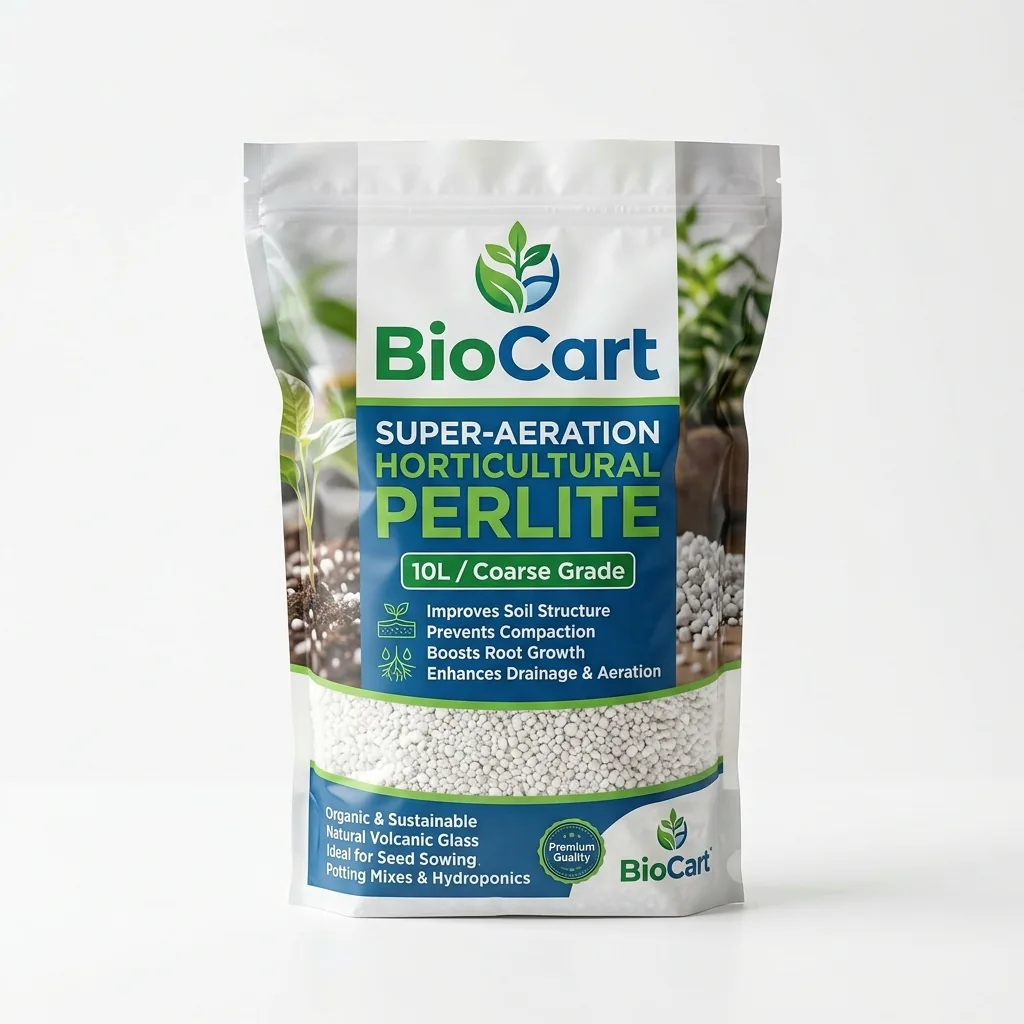 BioCart
SUPER-AERATION
HORTICULTURAL
PERLITE
10L / Coarse Grade
Improves Soil Structure
Prevents Compaction
Boosts Root Growth
Enhances Drainage & Aeration
Organic & Sustainable
Natural Volcanic Glass
Ideal for Seed Sowing
Potting Mixes & Hydroponics
Premium
Quality
BioCart